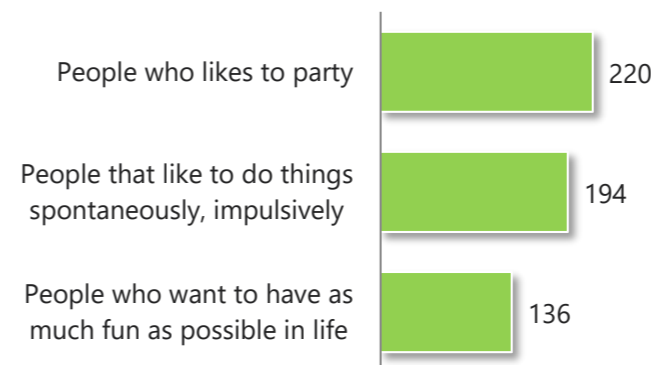 People who likes to party
220
People that like to do things
spontaneously, impulsively
194
People who want to have as
much fun as possible in life
136